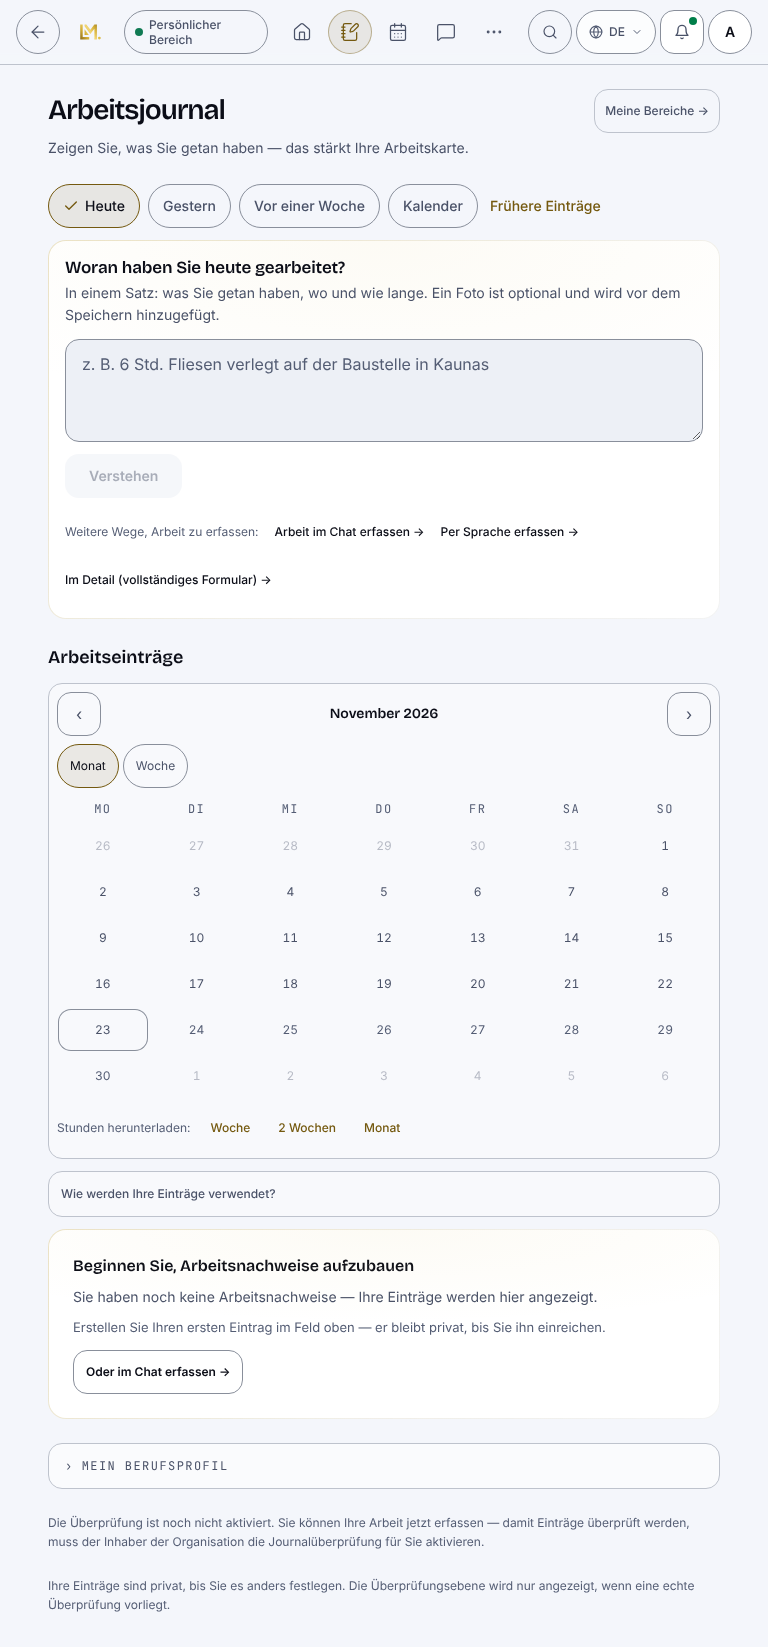 LM.
Persönlicher
Bereich
DE
A
Arbeitsjournal
Meine Bereiche →
Zeigen Sie, was Sie getan haben — das stärkt Ihre Arbeitskarte.
Heute
Gestern
Vor einer Woche
Kalender
Frühere Einträge
Woran haben Sie heute gearbeitet?
In einem Satz: was Sie getan haben, wo und wie lange. Ein Foto ist optional und wird vor dem
Speichern hinzugefügt.
z. B. 6 Std. Fliesen verlegt auf der Baustelle in Kaunas
Verstehen
Weitere Wege, Arbeit zu erfassen: Arbeit im Chat erfassen → Per Sprache erfassen →
Im Detail (vollständiges Formular) →
Arbeitseinträge
‹ November 2026 ›
Monat Woche
MO DI MI DO FR SA SO
26 27 28 29 30 31 1
2 3 4 5 6 7 8
9 10 11 12 13 14 15
16 17 18 19 20 21 22
23 24 25 26 27 28 29
30 1 2 3 4 5 6
Stunden herunterladen: Woche 2 Wochen Monat
Wie werden Ihre Einträge verwendet?
Beginnen Sie, Arbeitsnachweise aufzubauen
Sie haben noch keine Arbeitsnachweise — Ihre Einträge werden hier angezeigt.
Erstellen Sie Ihren ersten Eintrag im Feld oben — er bleibt privat, bis Sie ihn einreichen.
Oder im Chat erfassen →
› MEIN BERUFSPROFIL
Die Überprüfung ist noch nicht aktiviert. Sie können Ihre Arbeit jetzt erfassen — damit Einträge überprüft werden,
muss der Inhaber der Organisation die Journalüberprüfung für Sie aktivieren.
Ihre Einträge sind privat, bis Sie es anders festlegen. Die Überprüfungsebene wird nur angezeigt, wenn eine echte
Überprüfung vorliegt.